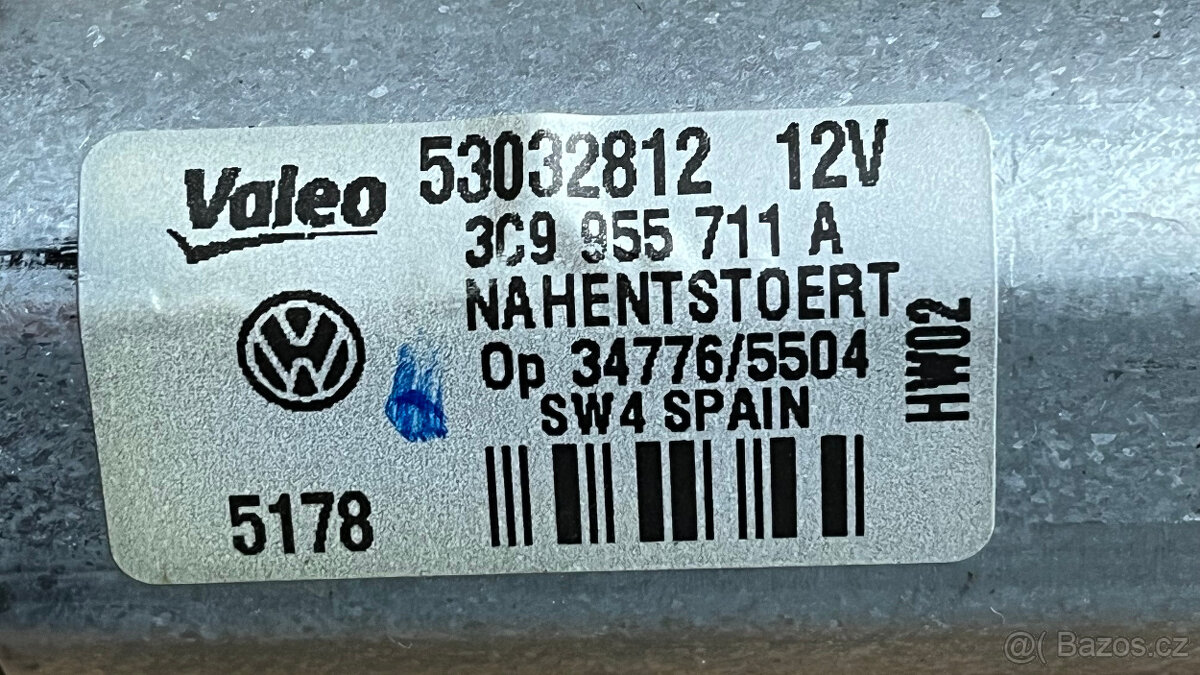 Valeo 53032812 12V
3C9 955 711 A
NAHENTSTOERT
Op 34776/5504
SW4 SPAIN
HW02
5178
@( Bazos.cz